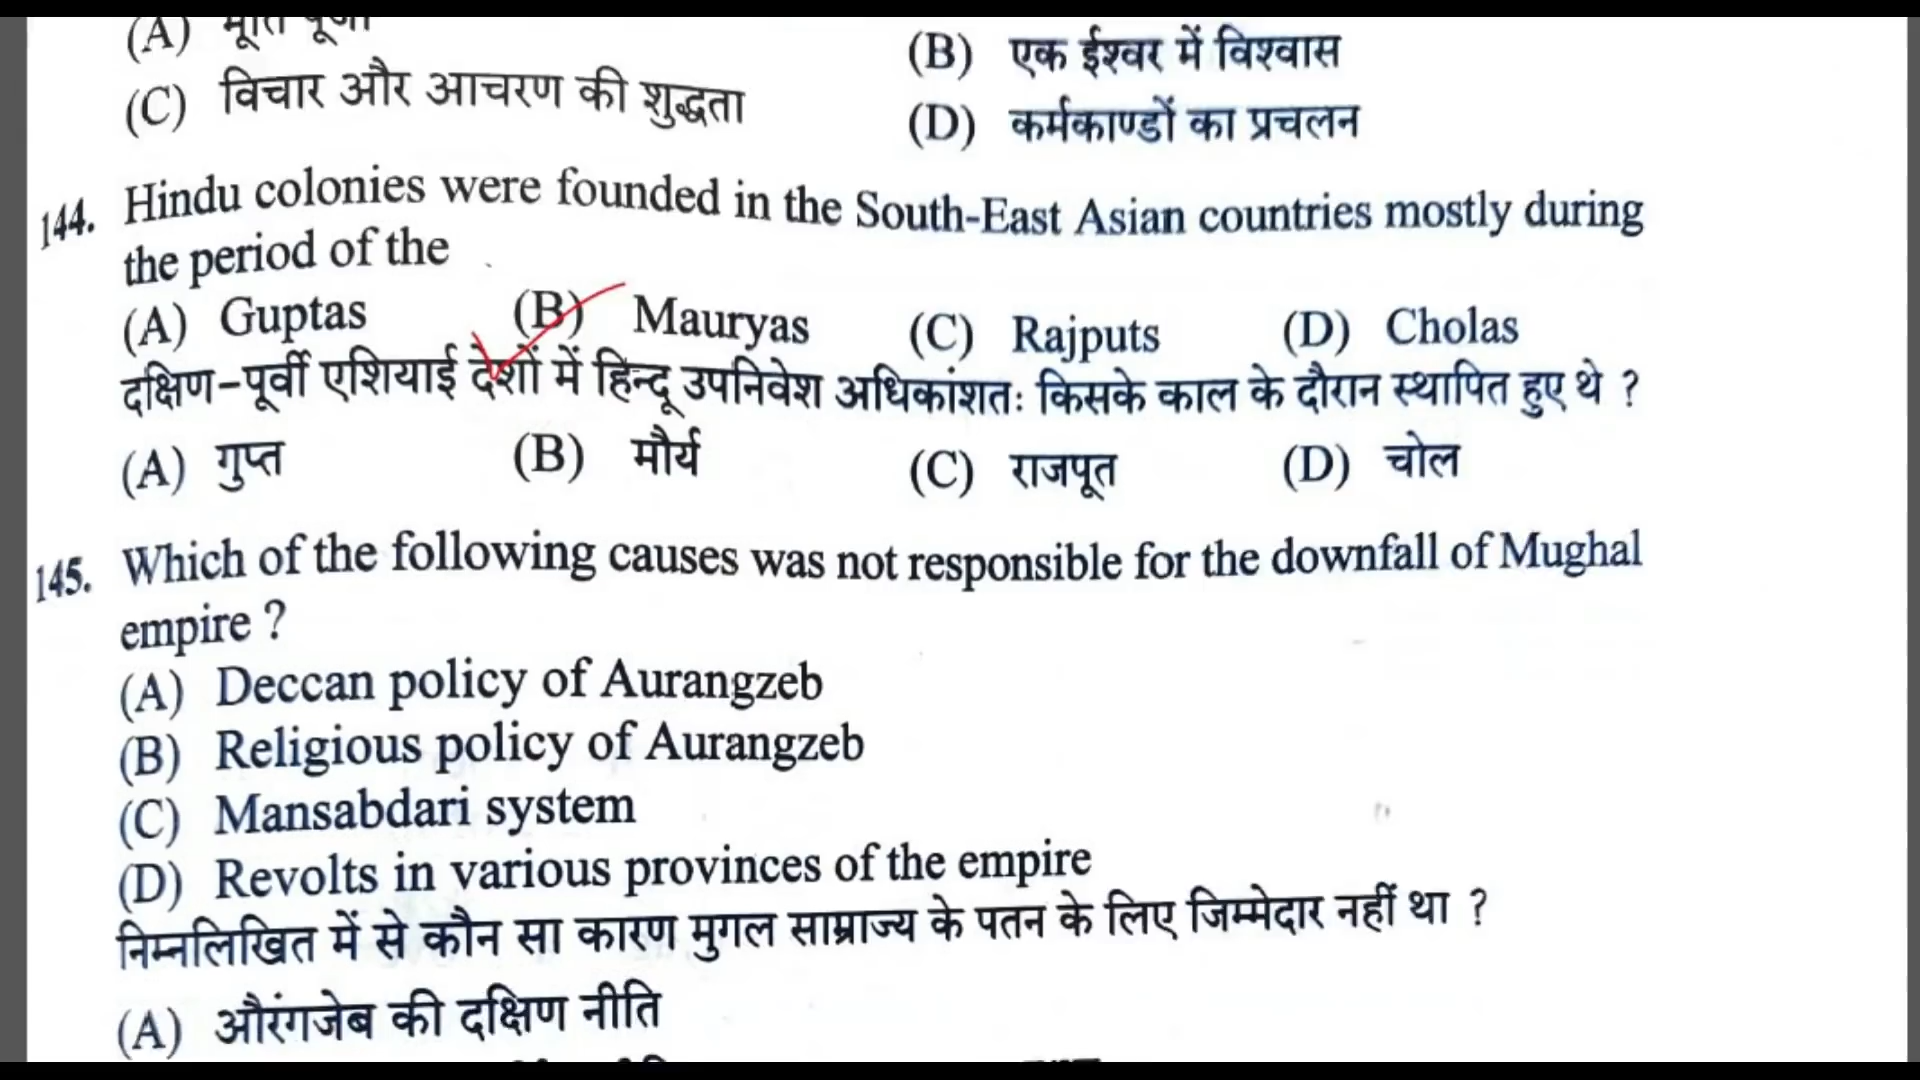 (A) मूर्ति पूजा
(B) एक ईश्वर में विश्वास
(C) विचार और आचरण की शुद्धता
(D) कर्मकाण्डों का प्रचलन
144. Hindu colonies were founded in the South-East Asian countries mostly during
the period of the
(A) Guptas (B) Mauryas (C) Rajputs (D) Cholas
दक्षिण-पूर्वी एशियाई देशों में हिन्दू उपनिवेश अधिकांशतः किसके काल के दौरान स्थापित हुए थे ?
(A) गुप्त (B) मौर्य (C) राजपूत (D) चोल
145. Which of the following causes was not responsible for the downfall of Mughal
empire ?
(A) Deccan policy of Aurangzeb
(B) Religious policy of Aurangzeb
(C) Mansabdari system
(D) Revolts in various provinces of the empire
निम्नलिखित में से कौन सा कारण मुगल साम्राज्य के पतन के लिए जिम्मेदार नहीं था ?
(A) औरंगजेब की दक्षिण नीति